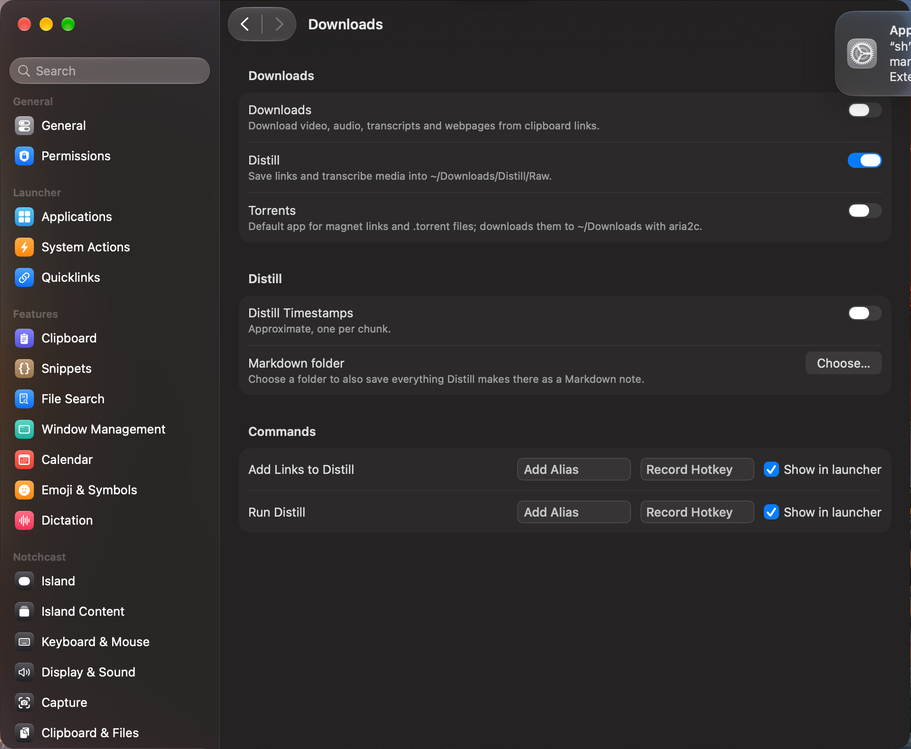 Downloads
Search
General
General
Permissions
Launcher
Applications
System Actions
Quicklinks
Features
Clipboard
Snippets
File Search
Window Management
Calendar
Emoji & Symbols
Dictation
Notchcast
Island
Island Content
Keyboard & Mouse
Display & Sound
Capture
Clipboard & Files
Downloads
Downloads
Download video, audio, transcripts and webpages from clipboard links.
Distill
Save links and transcribe media into ~/Downloads/Distill/Raw.
Torrents
Default app for magnet links and .torrent files; downloads them to ~/Downloads with aria2c.
Distill
Distill Timestamps
Approximate, one per chunk.
Markdown folder
Choose...
Choose a folder to also save everything Distill makes there as a Markdown note.
Commands
Add Links to Distill Add Alias Record Hotkey Show in launcher
Run Distill Add Alias Record Hotkey Show in launcher
App
“sh”